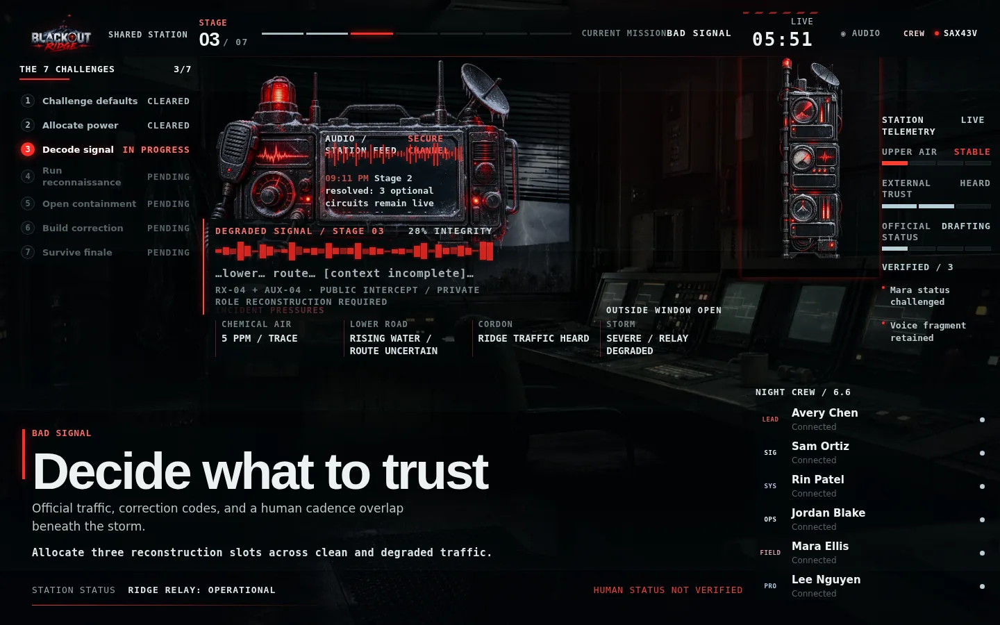 BLACKOUT
RIDGE
SHARED STATION
STAGE
03 / 07
CURRENT MISSION BAD SIGNAL
LIVE
05:51
◉ AUDIO
CREW
SAX43V
THE 7 CHALLENGES 3/7
1 Challenge defaults CLEARED
2 Allocate power CLEARED
3 Decode signal IN PROGRESS
4 Run reconnaissance PENDING
5 Open containment PENDING
6 Build correction PENDING
7 Survive finale PENDING
AUDIO /
STATION FEED
SECURE
CHANNEL
09:11 PM Stage 2
resolved: 3 optional
circuits remain live
DEGRADED SIGNAL / STAGE 03 28% INTEGRITY
…lower… route… [context incomplete]…
RX-04 + AUX-04 · PUBLIC INTERCEPT / PRIVATE
ROLE RECONSTRUCTION REQUIRED
INCIDENT PRESSURES
OUTSIDE WINDOW OPEN
CHEMICAL AIR
5 PPM / TRACE
LOWER ROAD
RISING WATER /
ROUTE UNCERTAIN
CORDON
RIDGE TRAFFIC HEARD
STORM
SEVERE / RELAY
DEGRADED
STATION
TELEMETRY
LIVE
UPPER AIR STABLE
EXTERNAL
TRUST
HEARD
OFFICIAL
STATUS
DRAFTING
VERIFIED / 3
Mara status
challenged
Voice fragment
retained
BAD SIGNAL
Decide what to trust
Official traffic, correction codes, and a human cadence overlap
beneath the storm.
Allocate three reconstruction slots across clean and degraded traffic.
STATION STATUS RIDGE RELAY: OPERATIONAL
HUMAN STATUS NOT VERIFIED
NIGHT CREW / 6.6
LEAD Avery Chen
Connected
SIG Sam Ortiz
Connected
SYS Rin Patel
Connected
OPS Jordan Blake
Connected
FIELD Mara Ellis
Connected
PRO Lee Nguyen
Connected